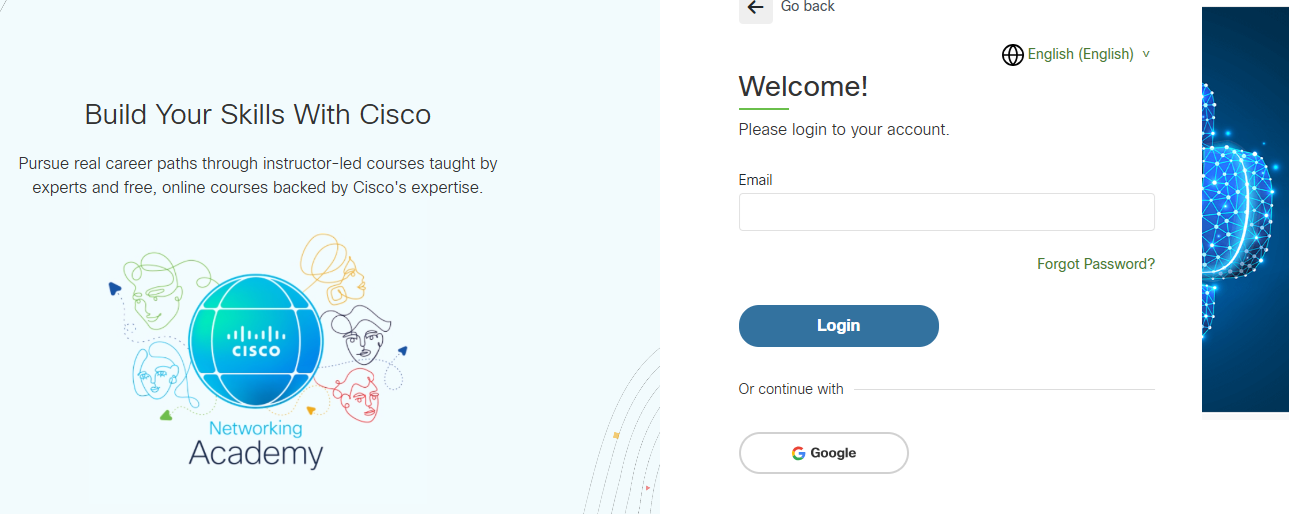 Build Your Skills With Cisco
Pursue real career paths through instructor-led courses taught by
experts and free, online courses backed by Cisco's expertise.
CISCO
Networking
Academy
Go back
English (English)
Welcome!
Please login to your account.
Email
Forgot Password?
Login
Or continue with
Google